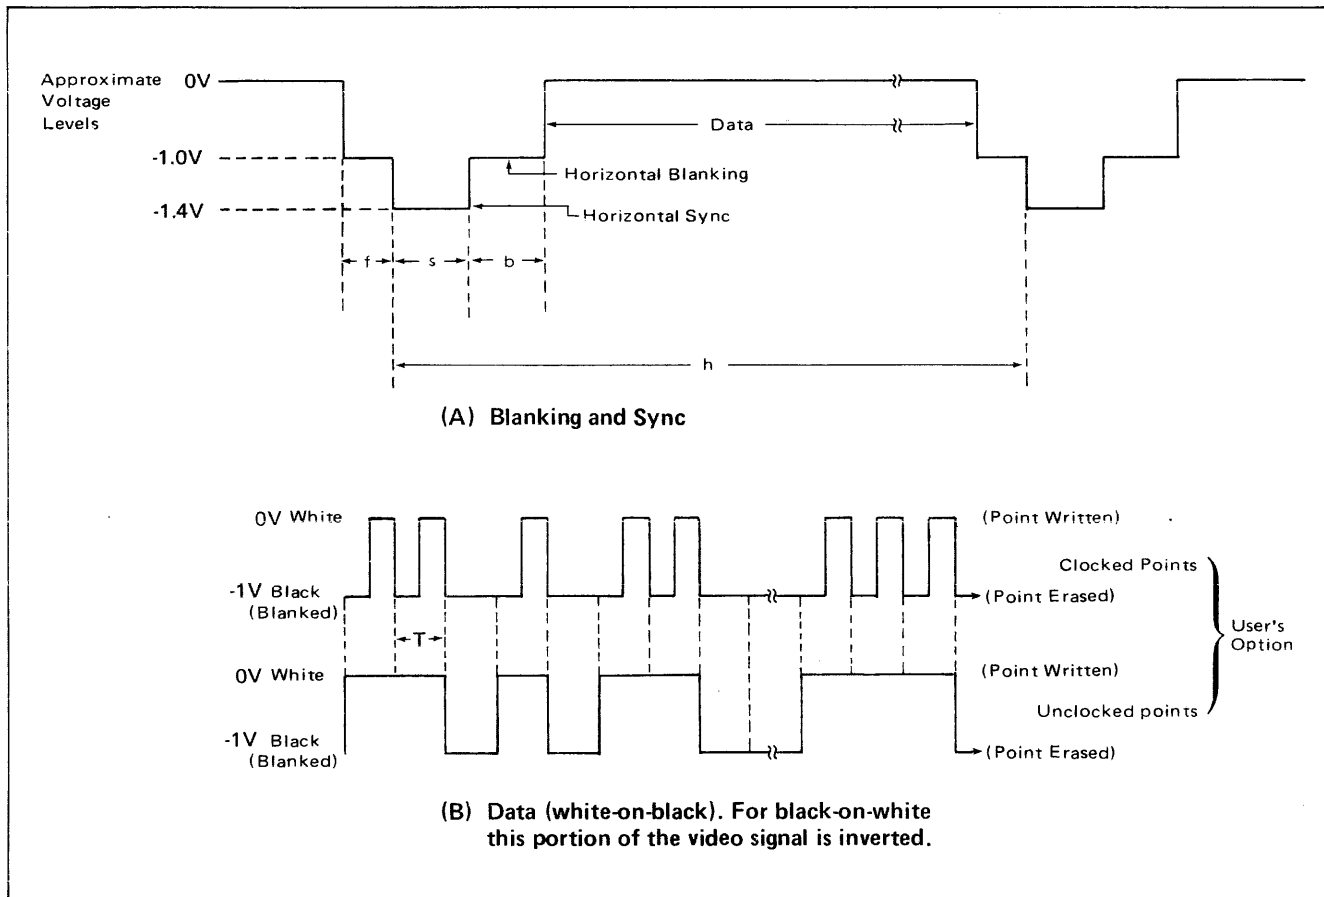 Approximate 0V
Voltage
Levels
-1.0V
-1.4V
Data
Horizontal Blanking
Horizontal Sync
f s b
h
(A) Blanking and Sync
0V White (Point Written)
Clocked Points
-1V Black (Point Erased)
(Blanked)
T
User's
Option
0V White (Point Written)
Unclocked points
-1V Black (Point Erased)
(Blanked)
(B) Data (white-on-black). For black-on-white
this portion of the video signal is inverted.